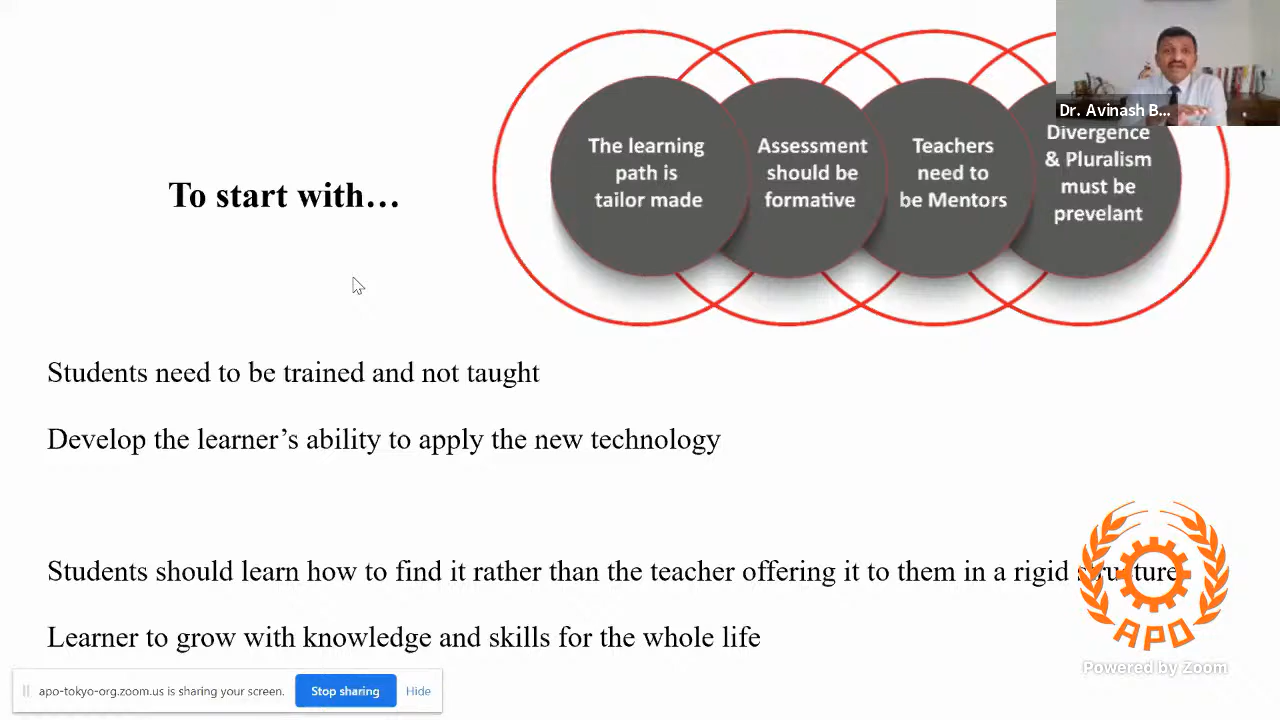 To start with…
The learning
path is
tailor made
Assessment
should be
formative
Teachers
need to
be Mentors
Divergence
& Pluralism
must be
prevelant
Dr. Avinash B...
Students need to be trained and not taught
Develop the learner’s ability to apply the new technology
Students should learn how to find it rather than the teacher offering it to them in a rigid structure
Learner to grow with knowledge and skills for the whole life
APO
Powered by Zoom
apo-tokyo-org.zoom.us is sharing your screen.
Stop sharing
Hide